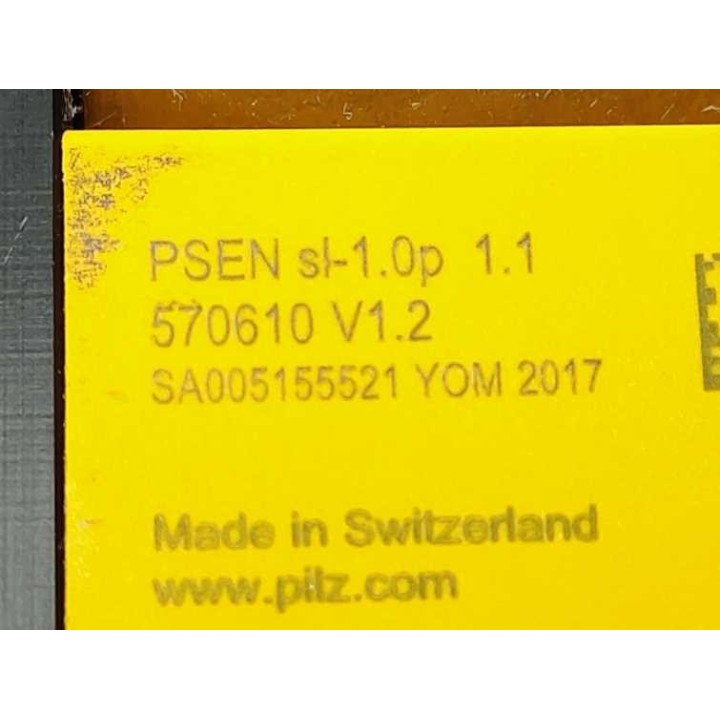 PSEN sl-1.0p 1.1
570610 V1.2
SA005155521 YOM 2017
Made in Switzerland
www.pilz.com